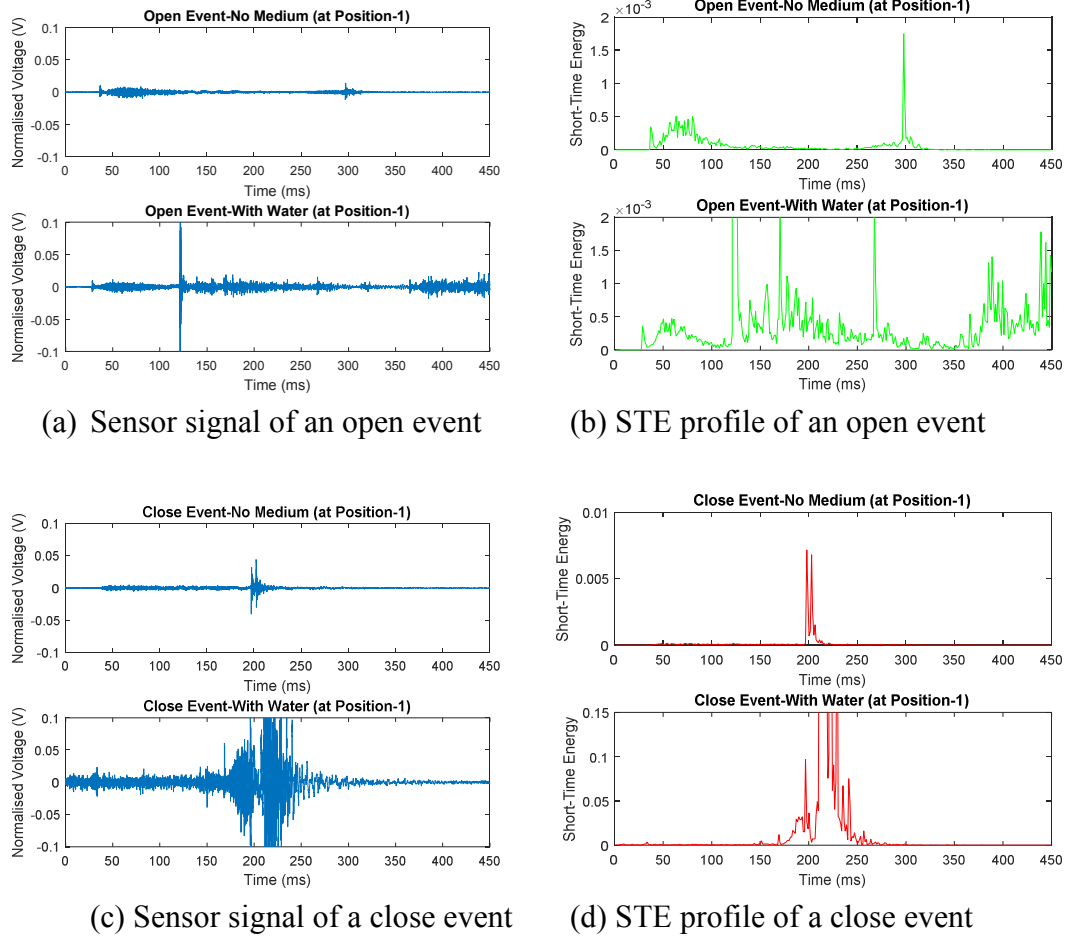 Open Event-No Medium (at Position-1)
0.1
0.05
0
-0.05
-0.1
Normalised Voltage (V)
0 50 100 150 200 250 300 350 400 450
Time (ms)
Open Event-With Water (at Position-1)
0.1
0.05
0
-0.05
-0.1
Normalised Voltage (V)
0 50 100 150 200 250 300 350 400 450
Time (ms)
(a) Sensor signal of an open event
Open Event-No Medium (at Position-1)
×10-3
2
1.5
1
0.5
0
Short-Time Energy
0 50 100 150 200 250 300 350 400 450
Time (ms)
Open Event-With Water (at Position-1)
×10-3
2
1.5
1
0.5
0
Short-Time Energy
0 50 100 150 200 250 300 350 400 450
Time (ms)
(b) STE profile of an open event
Close Event-No Medium (at Position-1)
0.1
0.05
0
-0.05
-0.1
Normalised Voltage (V)
0 50 100 150 200 250 300 350 400 450
Time (ms)
Close Event-With Water (at Position-1)
0.1
0.05
0
-0.05
-0.1
Normalised Voltage (V)
0 50 100 150 200 250 300 350 400 450
Time (ms)
(c) Sensor signal of a close event
Close Event-No Medium (at Position-1)
0.01
0.005
0
Short-Time Energy
0 50 100 150 200 250 300 350 400 450
Time (ms)
Close Event-With Water (at Position-1)
0.15
0.1
0.05
0
Short-Time Energy
0 50 100 150 200 250 300 350 400 450
Time (ms)
(d) STE profile of a close event